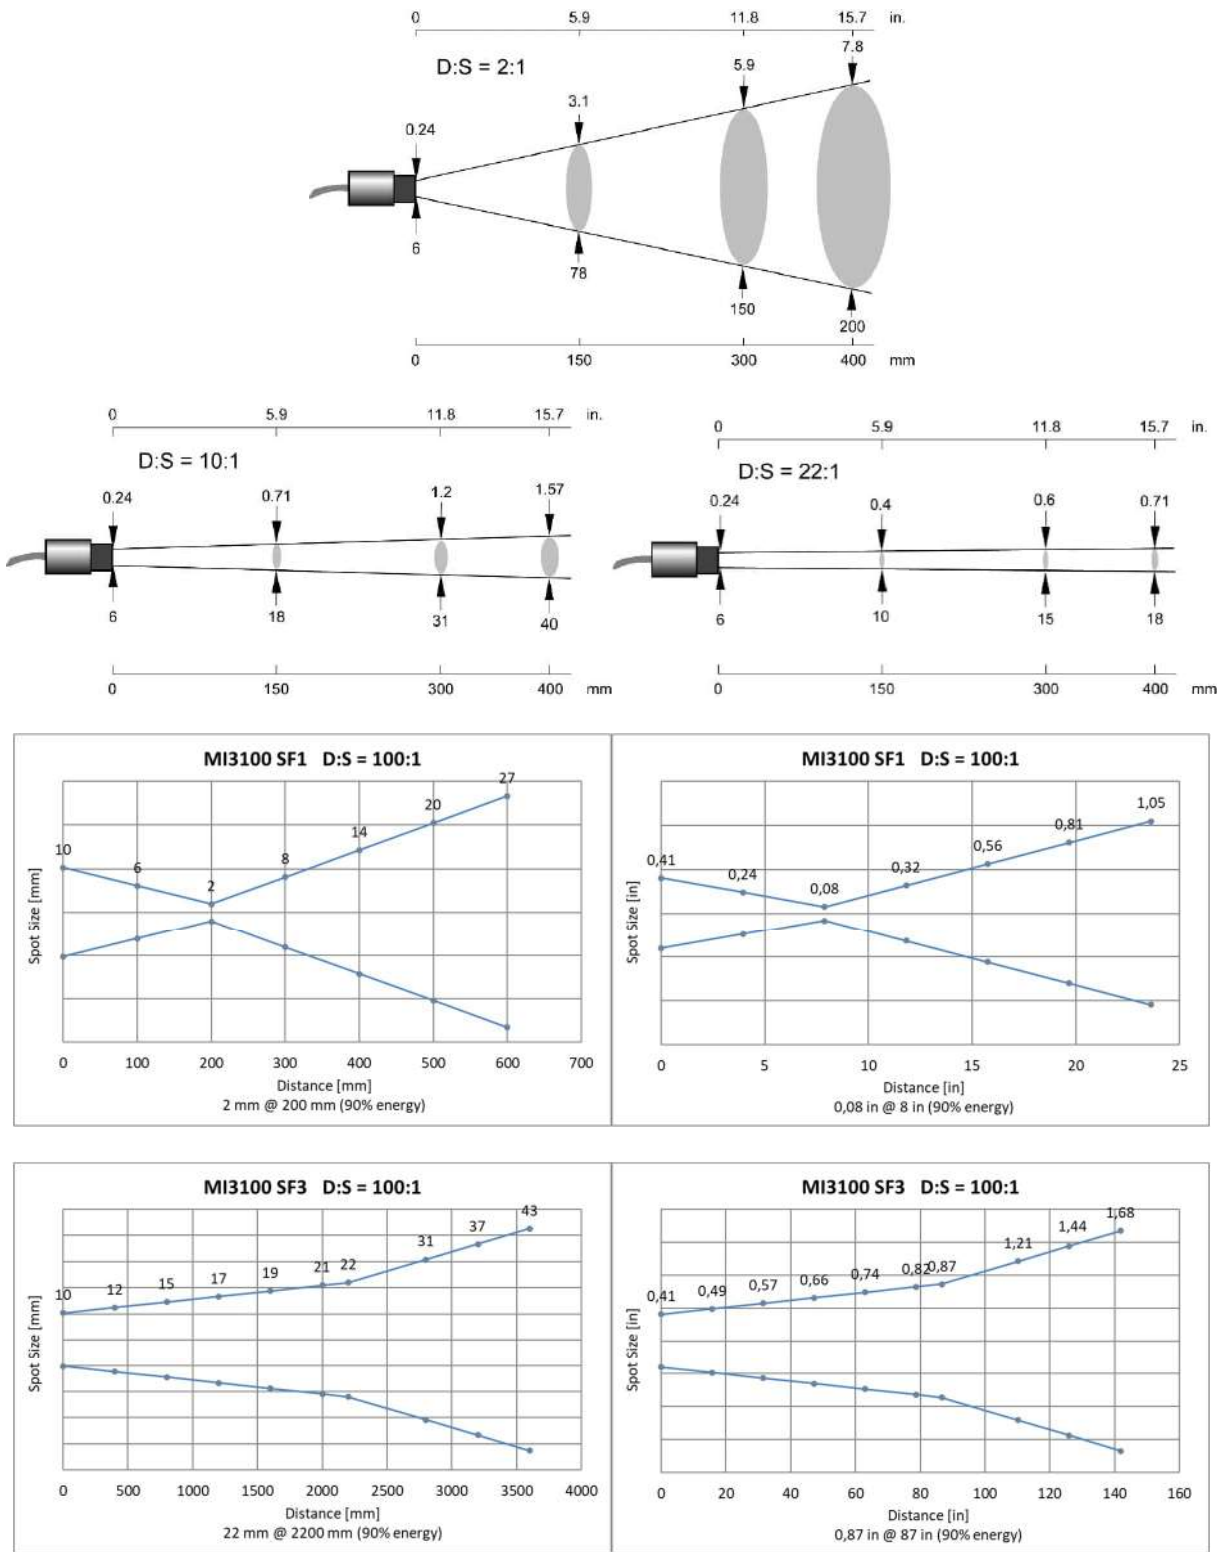 0 5.9 11.8 15.7 in.
7.8
D:S = 2:1
5.9
3.1
0.24
6
78
150
200
0 150 300 400 mm
0 5.9 11.8 15.7 in.
D:S = 10:1
0.24 0.71 1.2 1.57
6 18 31 40
0 150 300 400 mm
0 5.9 11.8 15.7 in.
D:S = 22:1
0.24 0.4 0.6 0.71
6 10 15 18
0 150 300 400 mm
MI3100 SF1 D:S = 100:1
Spot Size [mm]
10 6 2 8 14 20 27
0 100 200 300 400 500 600 700
Distance [mm]
2 mm @ 200 mm (90% energy)
MI3100 SF1 D:S = 100:1
Spot Size [in]
0,41 0,24 0,08 0,32 0,56 0,81 1,05
0 5 10 15 20 25
Distance [in]
0,08 in @ 8 in (90% energy)
MI3100 SF3 D:S = 100:1
Spot Size [mm]
10 12 15 17 19 21 22 31 37 43
0 500 1000 1500 2000 2500 3000 3500 4000
Distance [mm]
22 mm @ 2200 mm (90% energy)
MI3100 SF3 D:S = 100:1
Spot Size [in]
0,41 0,49 0,57 0,66 0,74 0,82 0,87 1,21 1,44 1,68
0 20 40 60 80 100 120 140 160
Distance [in]
0,87 in @ 87 in (90% energy)